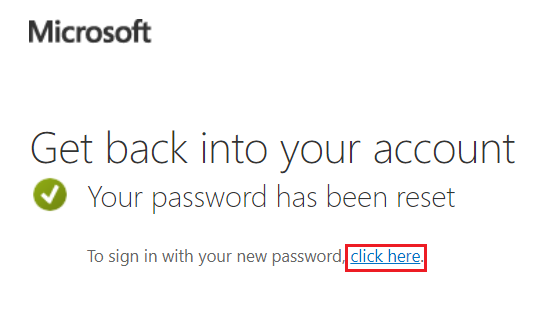 Microsoft
Get back into your account
Your password has been reset
To sign in with your new password, click here.